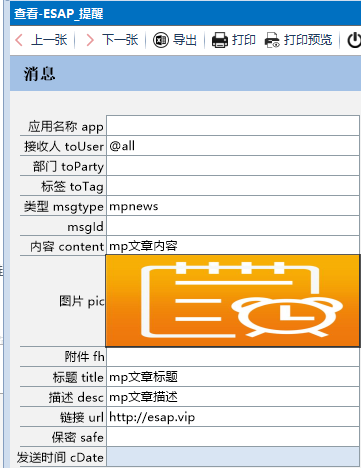 查看-ESAP_提醒
上一张 下一张 导出 打印 打印预览
消息
应用名称 app
接收人 toUser @all
部门 toParty
标签 toTag
类型 msgtype mpnews
msgId
内容 content mp文章内容
图片 pic
附件 fh
标题 title mp文章标题
描述 desc mp文章描述
链接 url http://esap.vip
保密 safe
发送时间 cDate